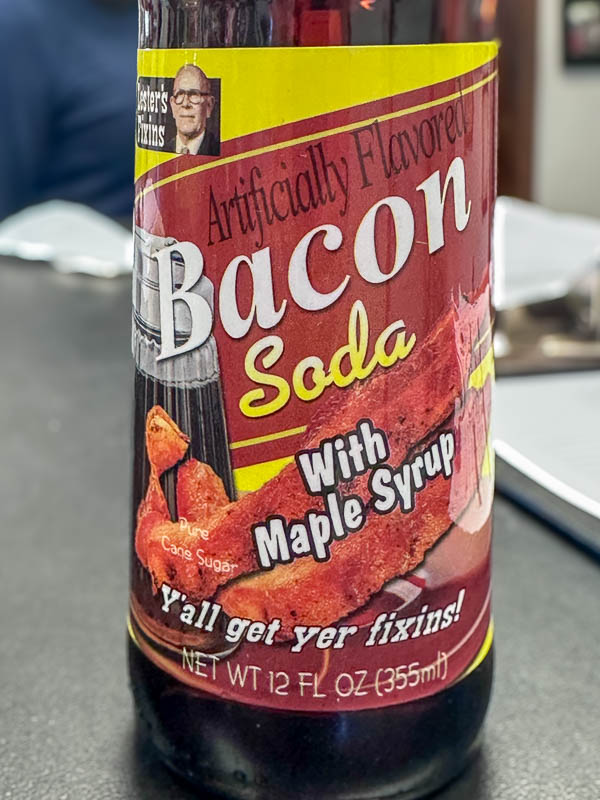 Lester's
Fixins
Artificially Flavored
Bacon
Soda
With
Maple Syrup
Pure
Cane Sugar
Y'all get yer fixins!
NET WT 12 FL OZ (355ml)